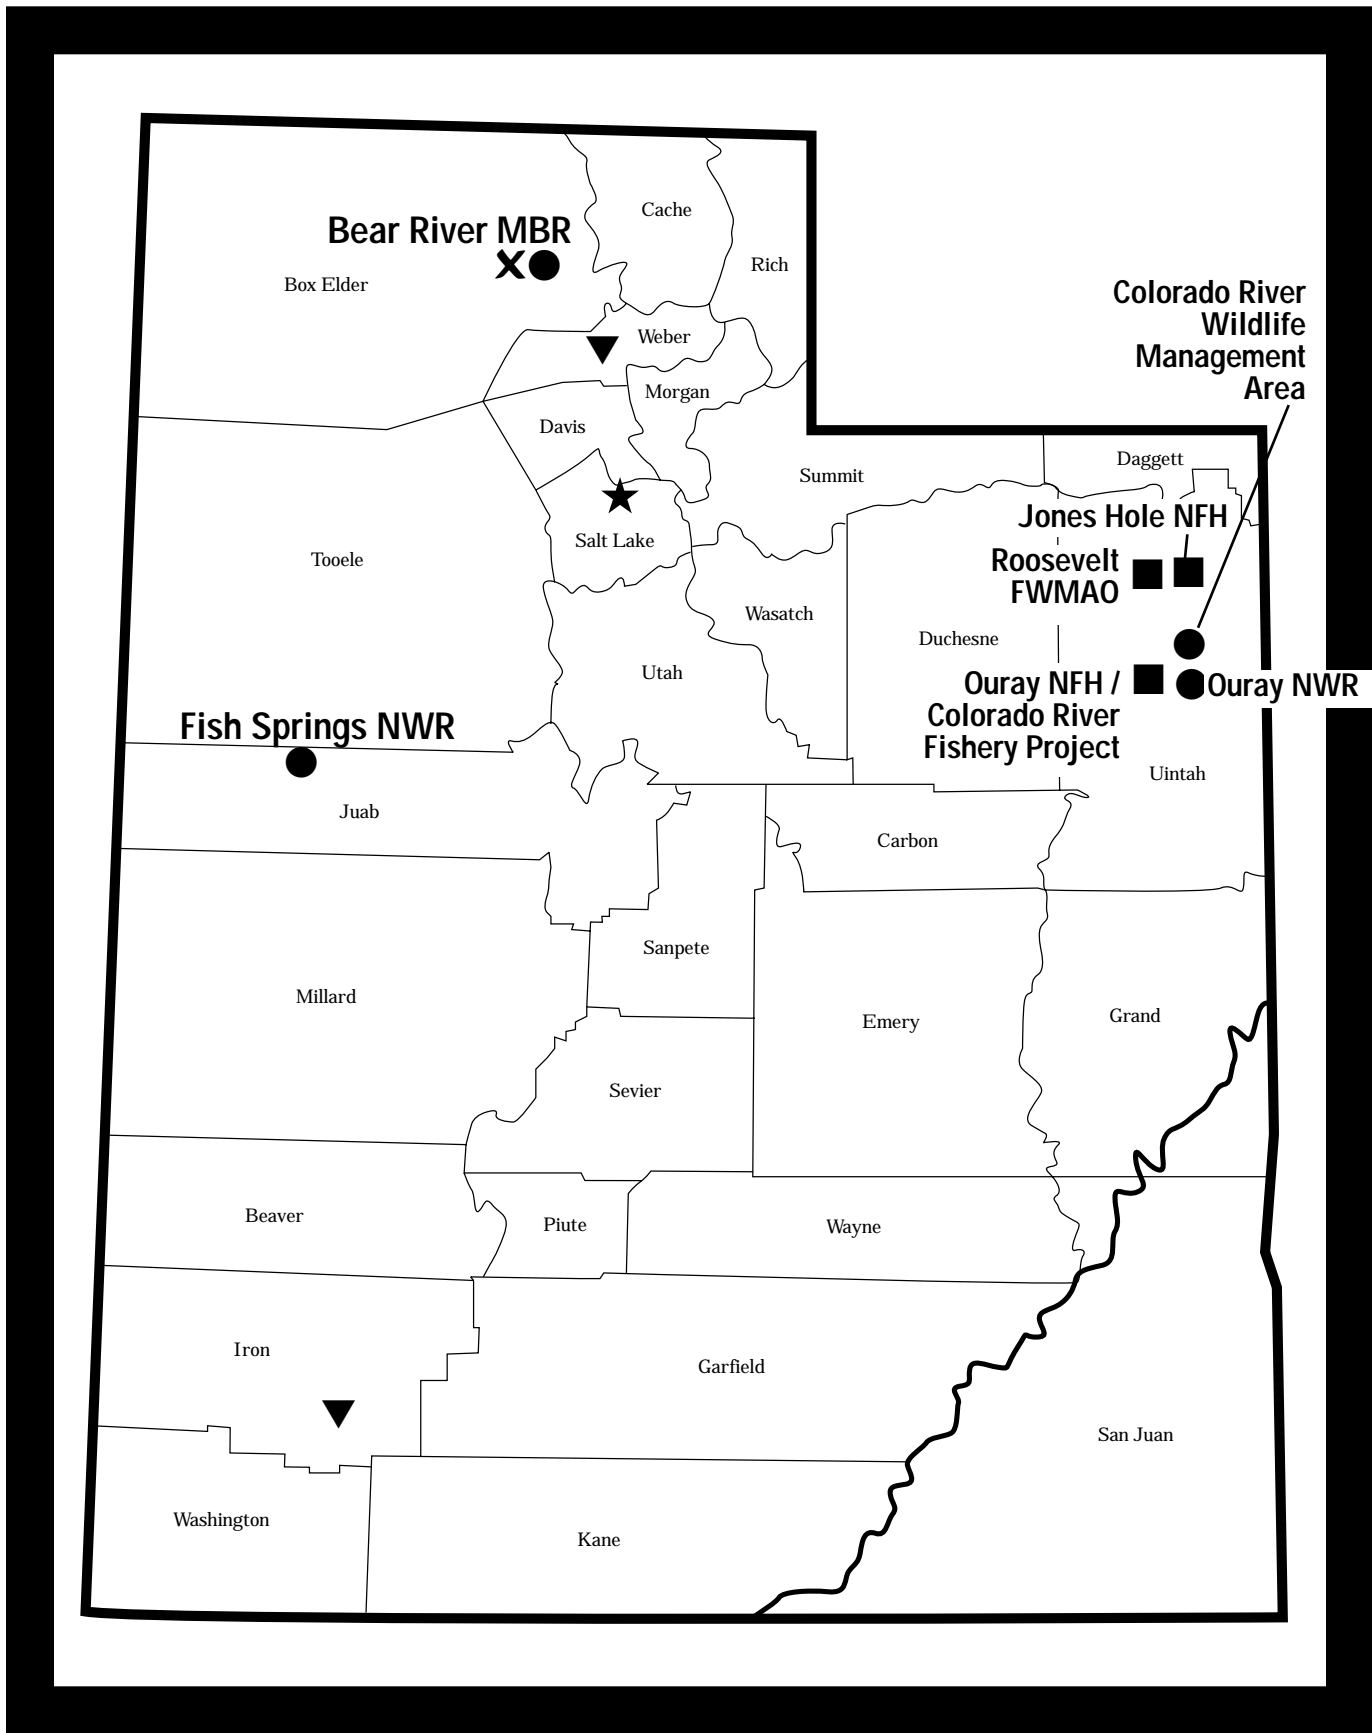 Cache
Bear River MBR
Rich
Box Elder
Colorado River
Wildlife
Management
Area
Weber
Morgan
Davis
Daggett
Summit
Jones Hole NFH
Salt Lake
Tooele
Roosevelt
FWMAO
Wasatch
Duchesne
Utah
Ouray NFH /
Colorado River
Fishery Project
Ouray NWR
Fish Springs NWR
Uintah
Juab
Carbon
Sanpete
Millard
Emery
Grand
Sevier
Beaver
Piute
Wayne
Iron
Garfield
San Juan
Washington
Kane